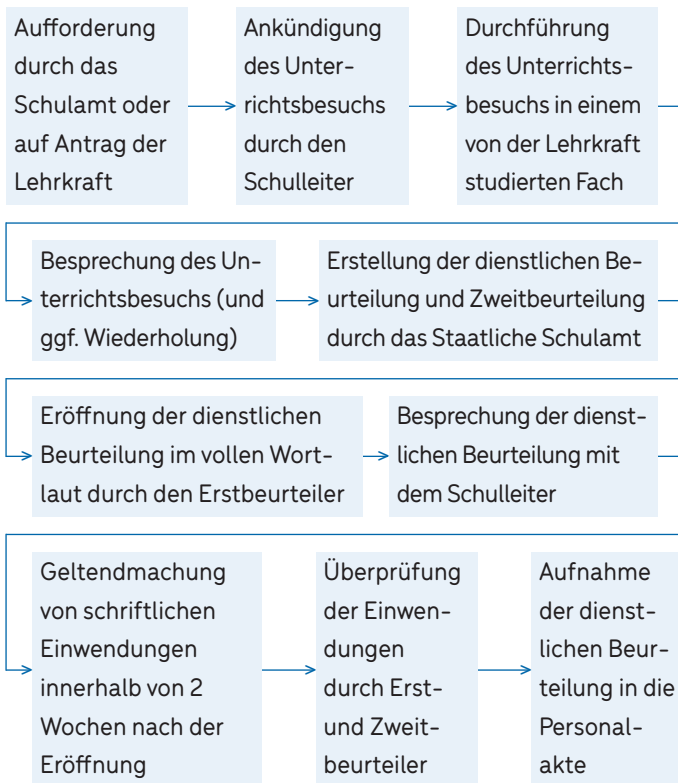 Aufforderung
durch das
Schulamt oder
auf Antrag der
Lehrkraft
Ankündigung
des Unter-
richtsbesuchs
durch den
Schulleiter
Durchführung
des Unterrichts-
besuchs in einem
von der Lehrkraft
studierten Fach
Besprechung des Un-
terrichtsbesuchs (und
ggf. Wiederholung)
Erstellung der dienstlichen Be-
urteilung und Zweitbeurteilung
durch das Staatliche Schulamt
Eröffnung der dienstlichen
Beurteilung im vollen Wort-
laut durch den Erstbeurteiler
Besprechung der dienst-
lichen Beurteilung mit
dem Schulleiter
Geltendmachung
von schriftlichen
Einwendungen
innerhalb von 2
Wochen nach der
Eröffnung
Überprüfung
der Einwen-
dungen
durch Erst-
und Zweit-
beurteiler
Aufnahme
der dienst-
lichen Beur-
teilung in die
Personal-
akte